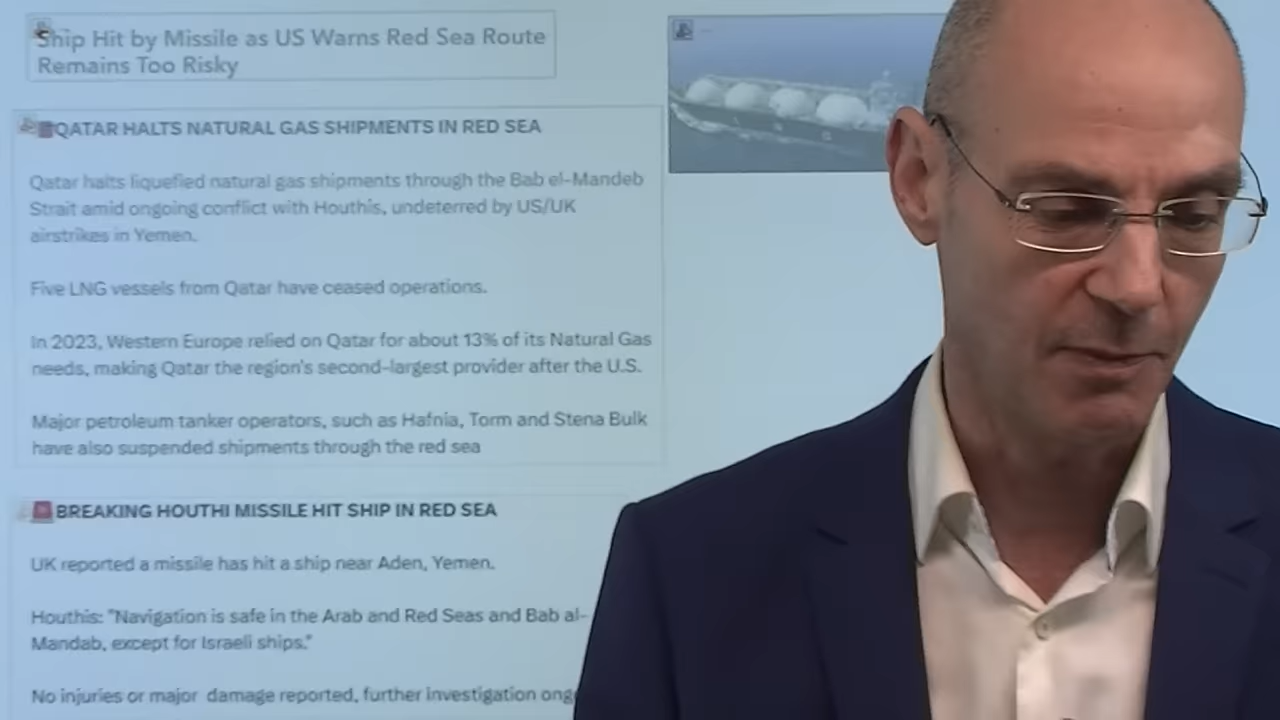 Ship Hit by Missile as US Warns Red Sea Route
Remains Too Risky
QATAR HALTS NATURAL GAS SHIPMENTS IN RED SEA
Qatar halts liquefied natural gas shipments through the Bab el-Mandeb
Strait amid ongoing conflict with Houthis, undeterred by US/UK
airstrikes in Yemen.
Five LNG vessels from Qatar have ceased operations.
In 2023, Western Europe relied on Qatar for about 13% of its Natural Gas
needs, making Qatar the region's second-largest provider after the U.S.
Major petroleum tanker operators, such as Hafnia, Torm and Stena Bulk
have also suspended shipments through the red sea
BREAKING HOUTHI MISSILE HIT SHIP IN RED SEA
UK reported a missile has hit a ship near Aden, Yemen.
Houthis: "Navigation is safe in the Arab and Red Seas and Bab al-
Mandab, except for Israeli ships."
No injuries or major damage reported, further investigation ong